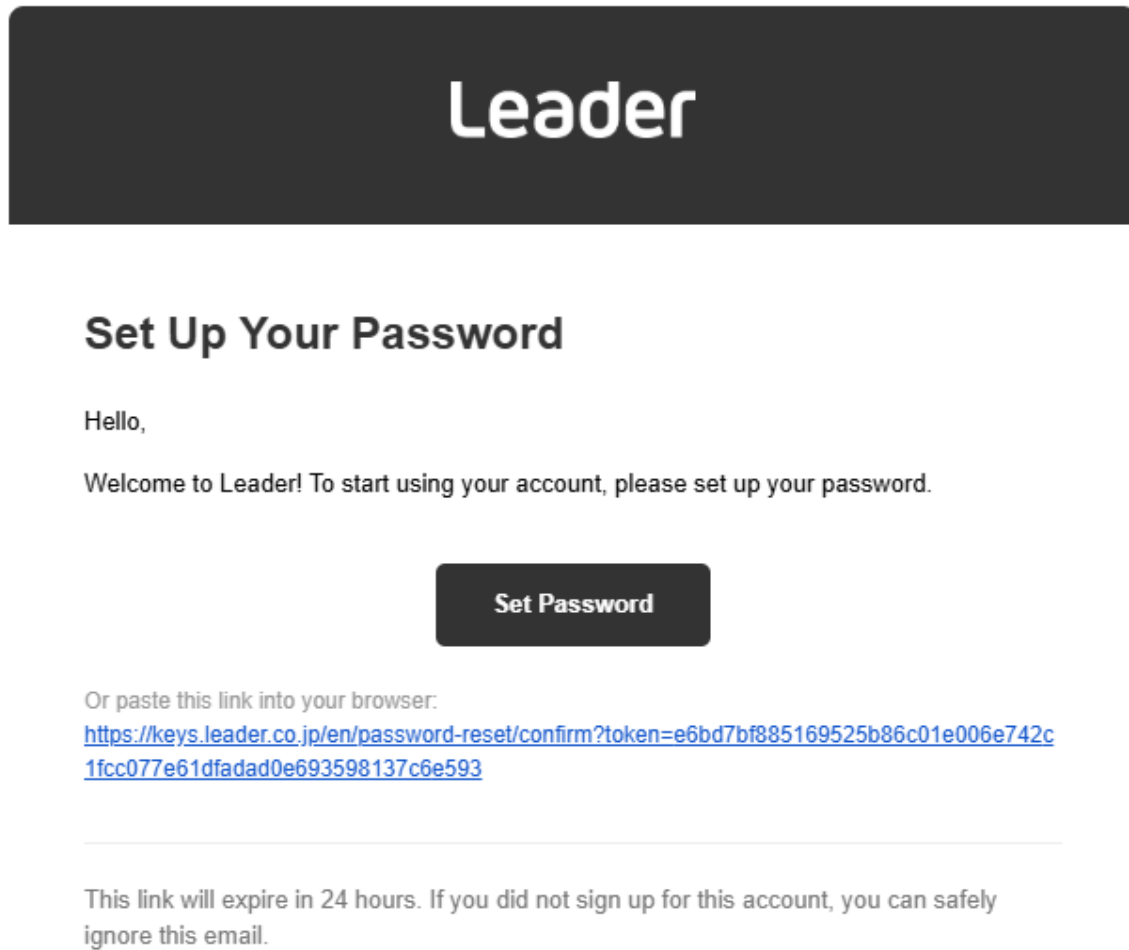 Leader
Set Up Your Password
Hello,
Welcome to Leader! To start using your account, please set up your password.
Set Password
Or paste this link into your browser:
https://keys.leader.co.jp/en/password-reset/confirm?token=e6bd7bf885169525b86c01e006e742c
1fcc077e61dfadad0e693598137c6e593
This link will expire in 24 hours. If you did not sign up for this account, you can safely
ignore this email.